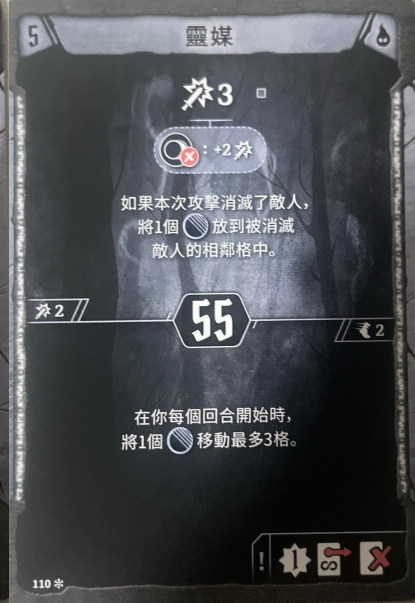 5
靈媒
3
: +2
如果本次攻擊消滅了敵人,
將1個 放到被消滅
敵人的相鄰格中。
2
55
2
在你每個回合開始時,
將1個 移動最多3格。
! 1 S
110